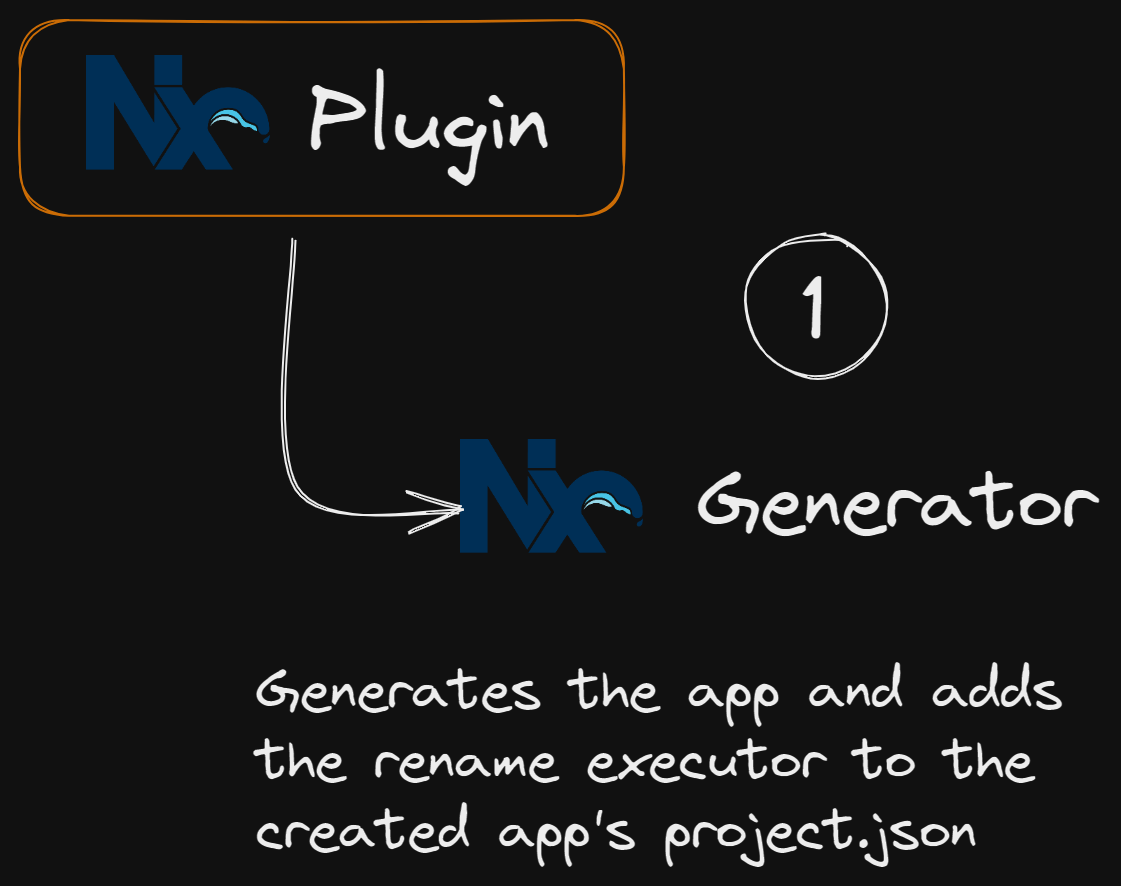 Nx Plugin
1
Nx Generator
Generates the app and adds
the rename executor to the
created app's project.json